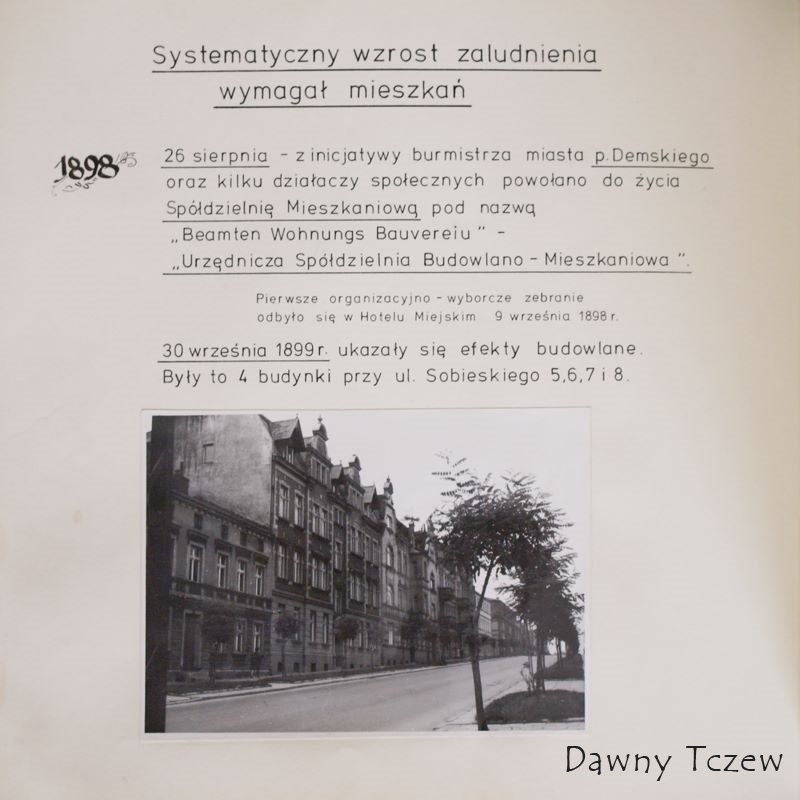 Systematyczny wzrost zaludnienia
wymagał mieszkań
1898
26 sierpnia – z inicjatywy burmistrza miasta p. Demskiego
oraz kilku działaczy społecznych powołano do życia
Spółdzielnię Mieszkaniową pod nazwą
„Beamten Wohnungs Bauvereiu" –
„Urzędnicza Spółdzielnia Budowlano – Mieszkaniowa".
Pierwsze organizacyjno – wyborcze zebranie
odbyło się w Hotelu Miejskim 9 września 1898 r.
30 września 1899 r. ukazały się efekty budowlane.
Były to 4 budynki przy ul. Sobieskiego 5,6,7 i 8.
Dawny Tczew